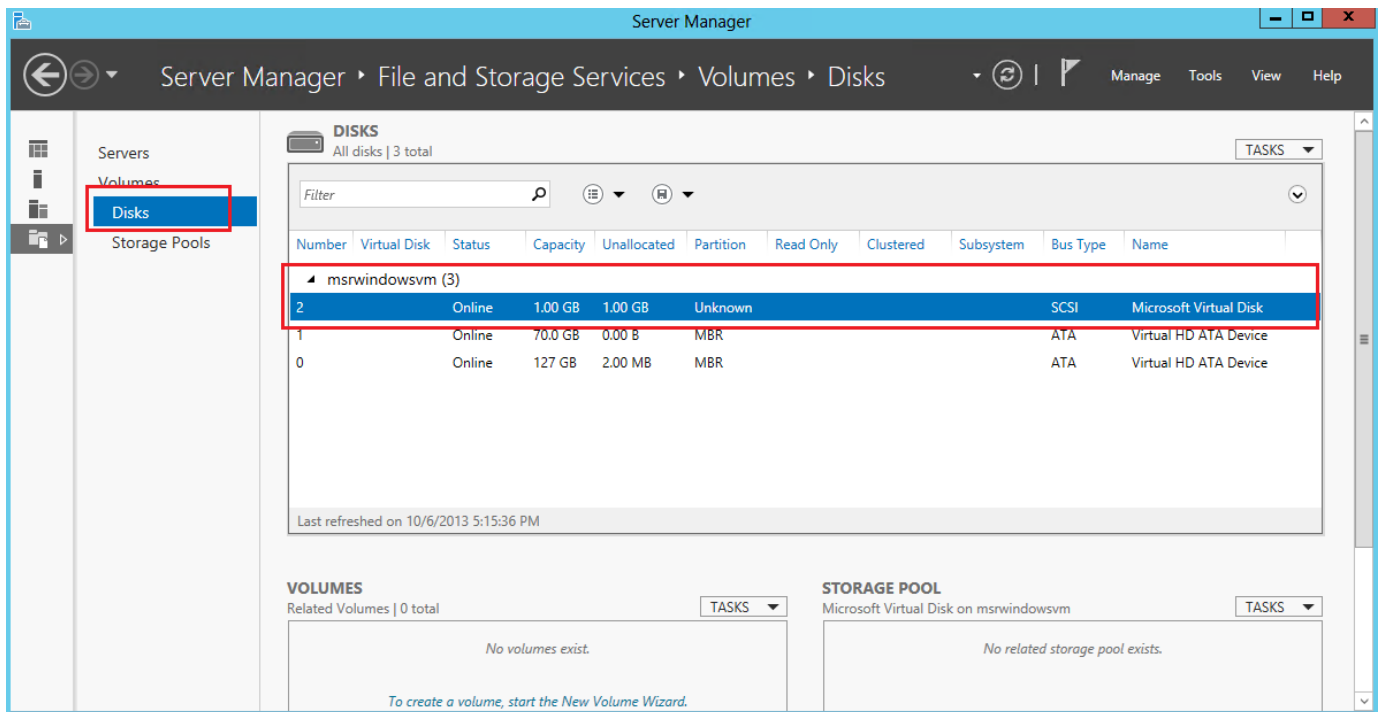 Server Manager
Server Manager ‣ File and Storage Services ‣ Volumes ‣ Disks
Manage Tools View Help
Servers
Volumes
Disks
Storage Pools
DISKS
All disks | 3 total
TASKS
Filter
Number Virtual Disk Status Capacity Unallocated Partition Read Only Clustered Subsystem Bus Type Name
msrwindowsvm (3)
2 Online 1.00 GB 1.00 GB Unknown SCSI Microsoft Virtual Disk
1 Online 70.0 GB 0.00 B MBR ATA Virtual HD ATA Device
0 Online 127 GB 2.00 MB MBR ATA Virtual HD ATA Device
Last refreshed on 10/6/2013 5:15:36 PM
VOLUMES
Related Volumes | 0 total
TASKS
No volumes exist.
To create a volume, start the New Volume Wizard.
STORAGE POOL
Microsoft Virtual Disk on msrwindowsvm
TASKS
No related storage pool exists.